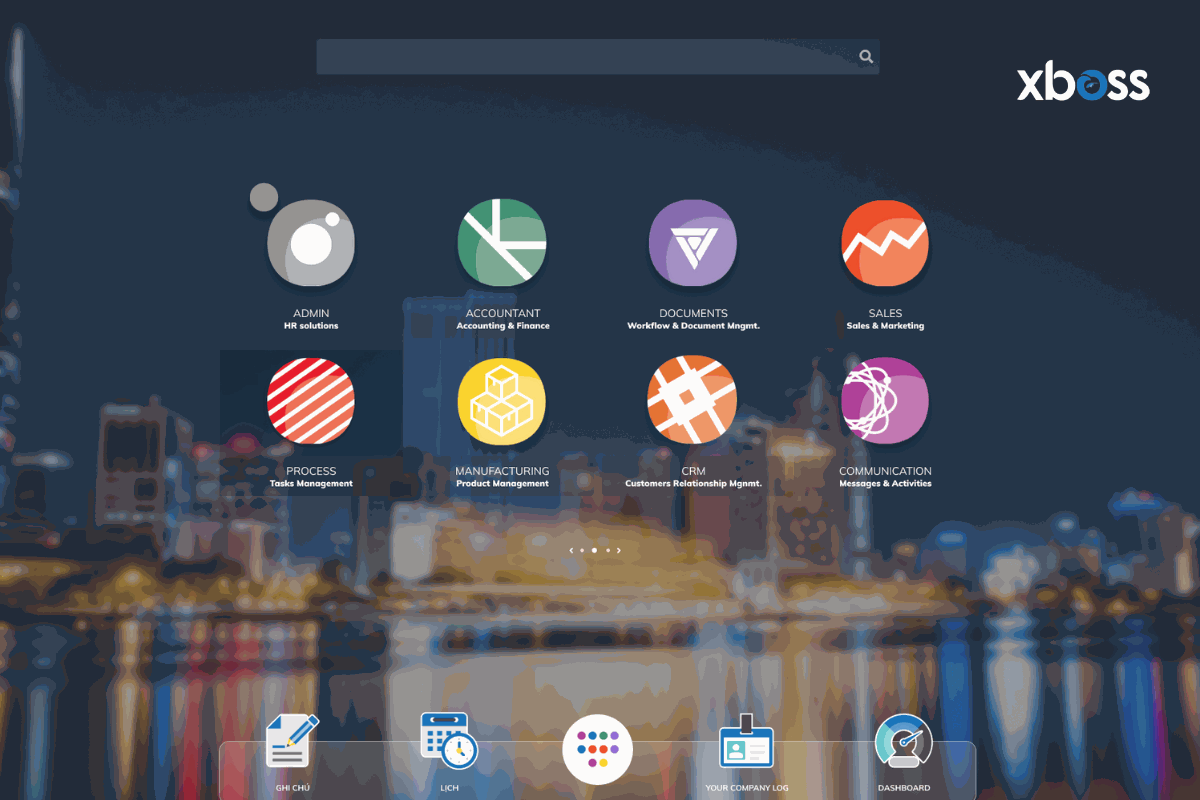 xboss
ADMIN
HR solutions
ACCOUNTANT
Accounting & Finance
DOCUMENTS
Workflow & Document Mngmt.
SALES
Sales & Marketing
PROCESS
Tasks Management
MANUFACTURING
Product Management
CRM
Customers Relationship Mgnmt.
COMMUNICATION
Messages & Activities
GHI CHÚ
LỊCH
YOUR COMPANY LOG
DASHBOARD